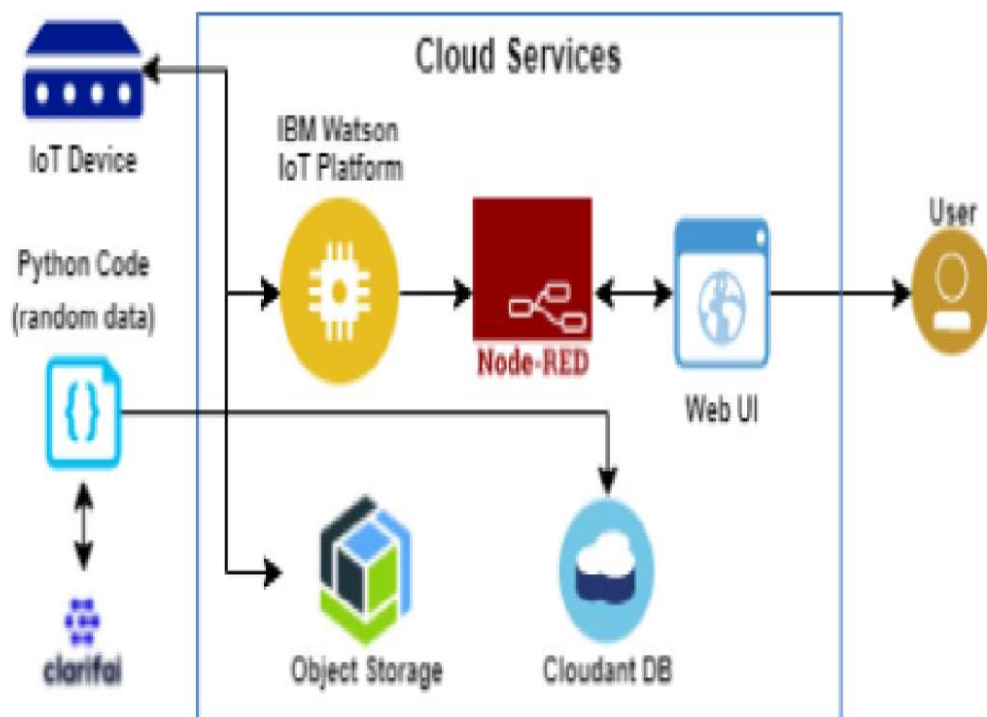 Cloud Services
IoT Device
IBM Watson
IoT Platform
User
Python Code
(random data)
Node-RED
Web UI
clarifai
Object Storage
Cloudant DB